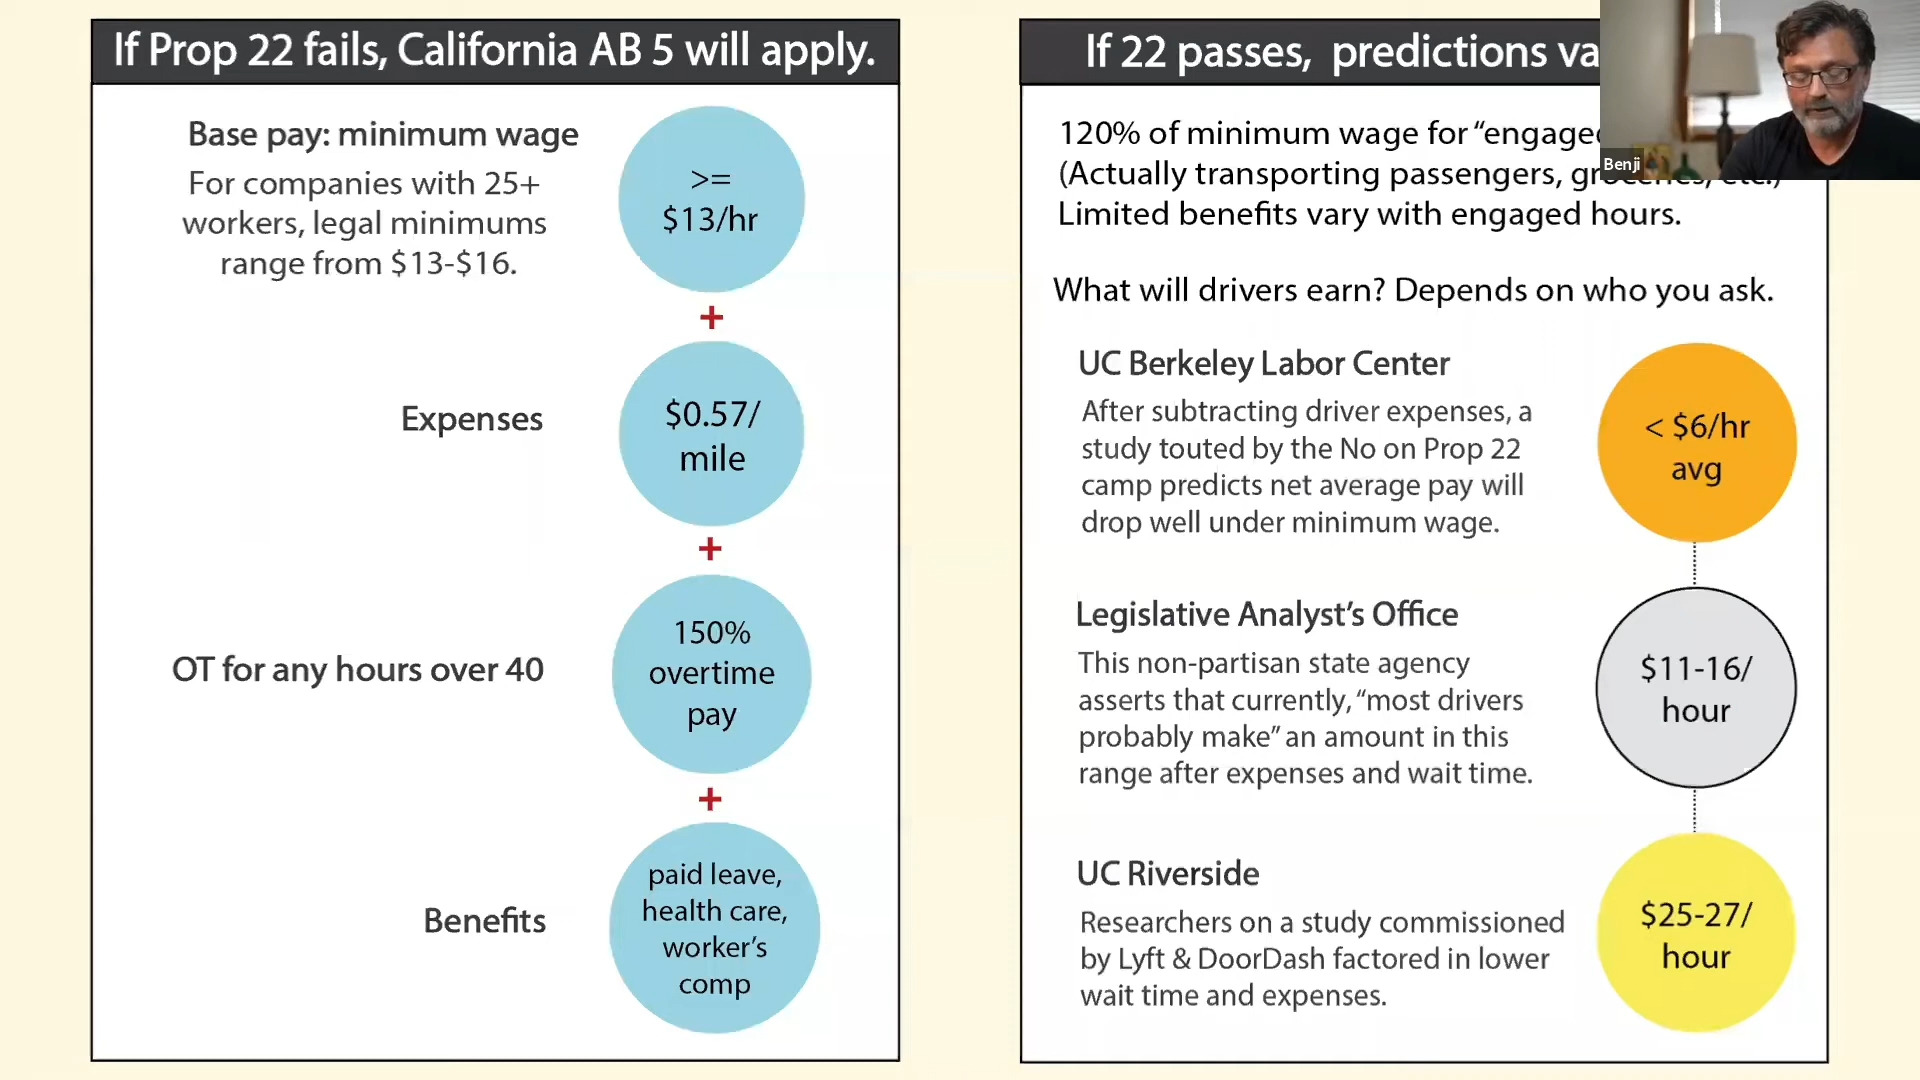 If Prop 22 fails, California AB 5 will apply.
Base pay: minimum wage
For companies with 25+
workers, legal minimums
range from $13-$16.
>=
$13/hr
+
Expenses
$0.57/
mile
+
OT for any hours over 40
150%
overtime
pay
+
Benefits
paid leave,
health care,
worker's
comp
If 22 passes, predictions va
120% of minimum wage for “engaged
(Actually transporting passengers, groceries, etc.)
Limited benefits vary with engaged hours.
What will drivers earn? Depends on who you ask.
UC Berkeley Labor Center
After subtracting driver expenses, a
study touted by the No on Prop 22
camp predicts net average pay will
drop well under minimum wage.
< $6/hr
avg
Legislative Analyst's Office
This non-partisan state agency
asserts that currently, “most drivers
probably make” an amount in this
range after expenses and wait time.
$11-16/
hour
UC Riverside
Researchers on a study commissioned
by Lyft & DoorDash factored in lower
wait time and expenses.
$25-27/
hour
Benji